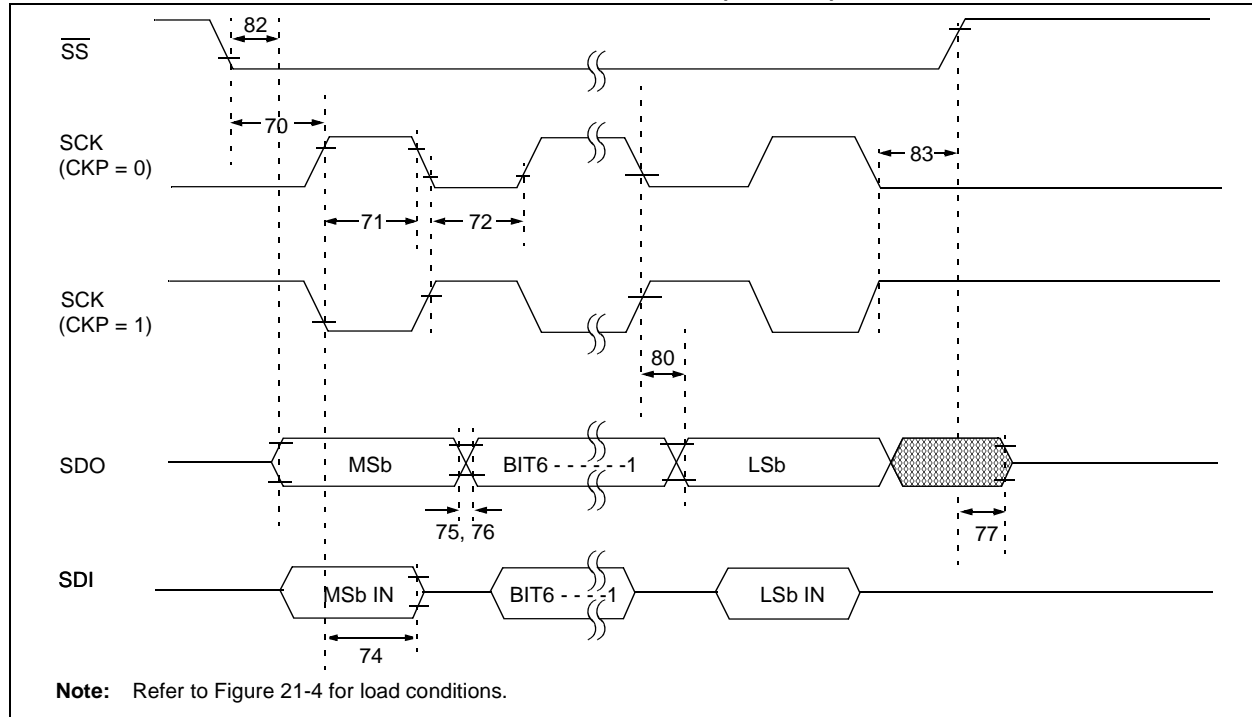 82
SS
70
SCK
(CKP = 0)
83
71
72
SCK
(CKP = 1)
80
SDO
MSb
BIT6 - - - - - -1
LSb
75, 76
77
SDI
MSb IN
BIT6 - - - -1
LSb IN
74
Note: Refer to Figure 21-4 for load conditions.